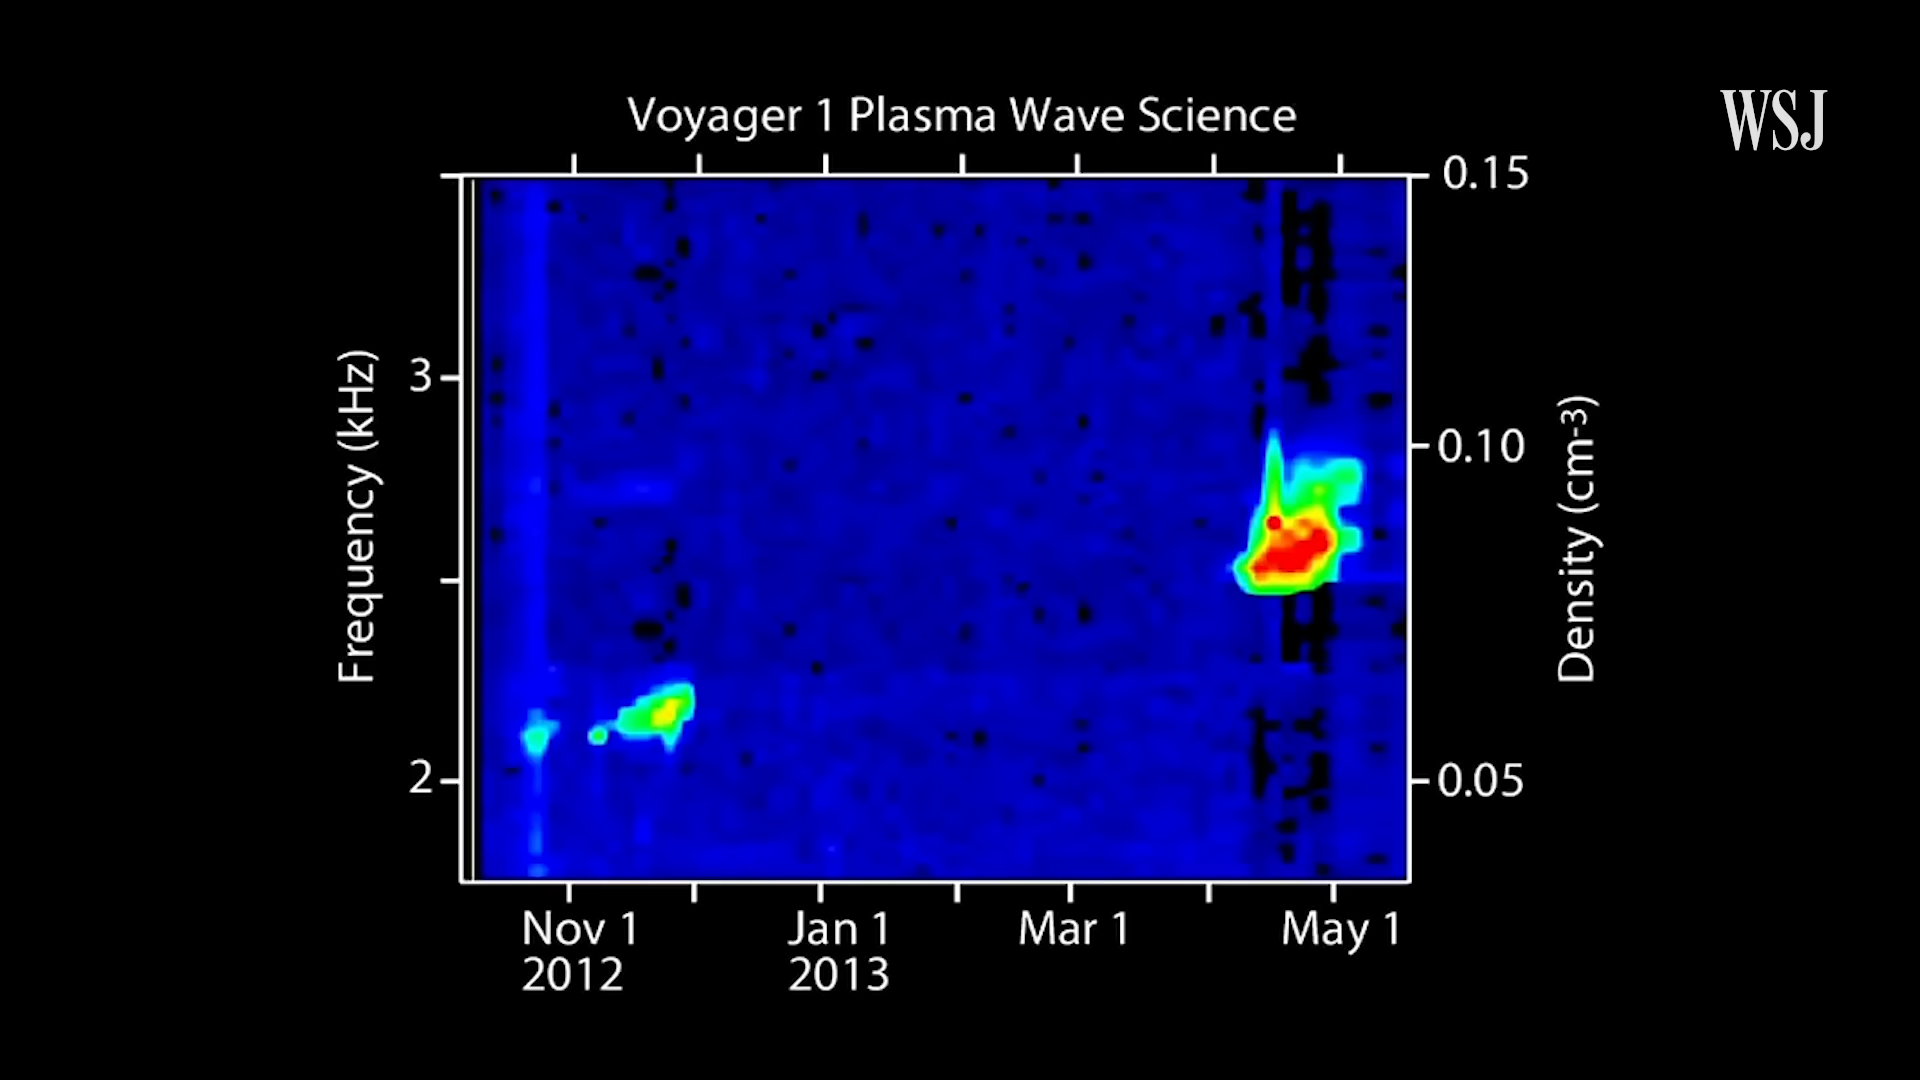 Voyager 1 Plasma Wave Science
WSJ
0.15
3
0.10
Frequency (kHz)
Density (cm-3)
2
0.05
Nov 1
2012
Jan 1
2013
Mar 1
May 1